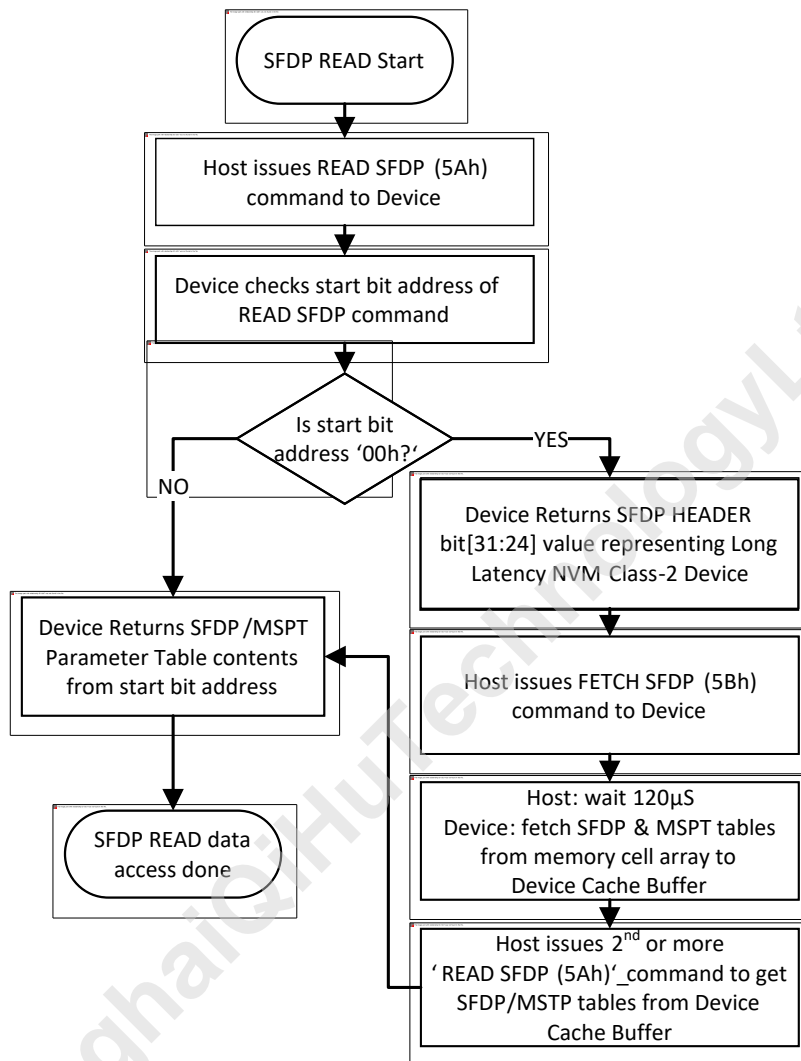 SFDP READ Start
Host issues READ SFDP (5Ah)
command to Device
Device checks start bit address of
READ SFDP command
Is start bit
address ‘00h?‘
YES
NO
Device Returns SFDP HEADER
bit[31:24] value representing Long
Latency NVM Class-2 Device
Device Returns SFDP/MSPT
Parameter Table contents
from start bit address
Host issues FETCH SFDP (5Bh)
command to Device
Host: wait 120µS
Device: fetch SFDP & MSPT tables
from memory cell array to
Device Cache Buffer
SFDP READ data
access done
Host issues 2nd or more
‘READ SFDP (5Ah)‘_command to get
SFDP/MSTP tables from Device
Cache Buffer
ghaiQiHuTechnologyLt